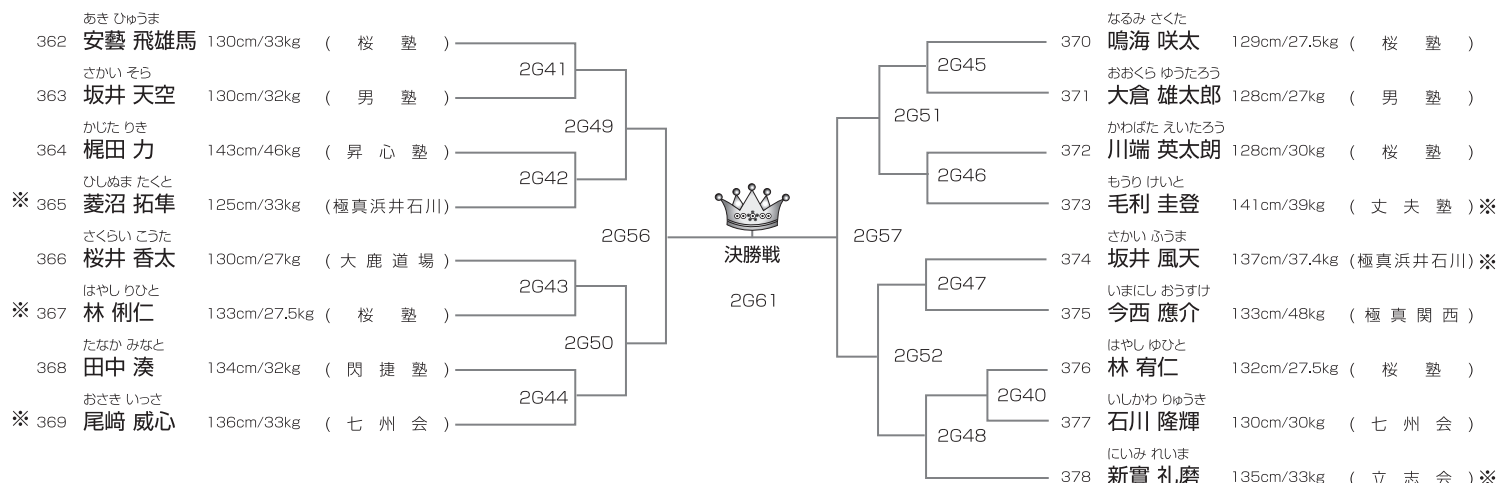 あき ひゅうま
362 安藝 飛雄馬 130cm/33kg ( 桜 塾 )
さかい そら
363 坂井 天空 130cm/32kg ( 男 塾 )
かじた りき
364 梶田 力 143cm/46kg ( 昇 心 塾 )
ひしぬま たくと
※ 365 菱沼 拓隼 125cm/33kg (極真浜井石川)
さくらい こうた
366 桜井 香太 130cm/27kg ( 大 鹿 道 場 )
はやし りひと
※ 367 林 俐仁 133cm/27.5kg ( 桜 塾 )
たなか みなと
368 田中 湊 134cm/32kg ( 閃 捷 塾 )
おさき いっさ
※ 369 尾﨑 威心 136cm/33kg ( 七 州 会 )
2G41
2G42
2G43
2G44
2G49
2G50
2G56
決勝戦
2G61
2G57
2G51
2G52
2G45
2G46
2G47
2G48
2G40
なるみ さくた
370 鳴海 咲太 129cm/27.5kg ( 桜 塾 )
おおくら ゆうたろう
371 大倉 雄太郎 128cm/27kg ( 男 塾 )
かわばた えいたろう
372 川端 英太朗 128cm/30kg ( 桜 塾 )
もうり けいと
373 毛利 圭登 141cm/39kg ( 丈 夫 塾 ) ※
さかい ふうま
374 坂井 風天 137cm/37.4kg (極真浜井石川) ※
いまにし おうすけ
375 今西 應介 133cm/48kg ( 極 真 関 西 )
はやし ゆひと
376 林 宥仁 132cm/27.5kg ( 桜 塾 )
いしかわ りゅうき
377 石川 隆輝 130cm/30kg ( 七 州 会 )
にいみ れいま
378 新實 礼磨 135cm/33kg ( 立 志 会 ) ※